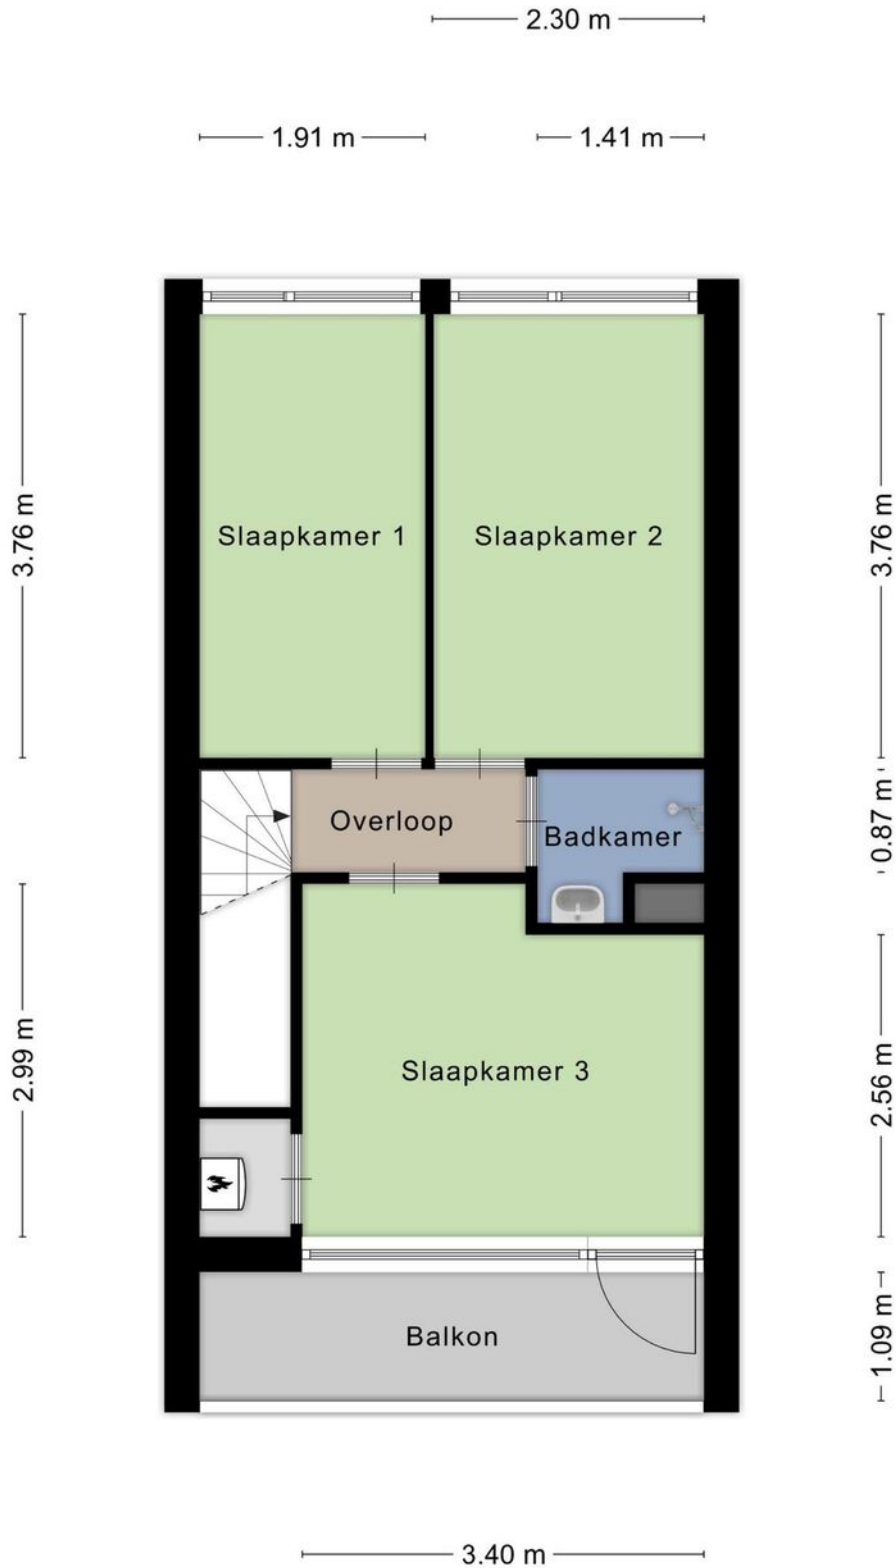 2.30 m
1.91 m
1.41 m
3.76 m
3.76 m
Slaapkamer 1
Slaapkamer 2
0.87 m
Overloop
Badkamer
2.99 m
2.56 m
Slaapkamer 3
1.09 m
Balkon
3.40 m